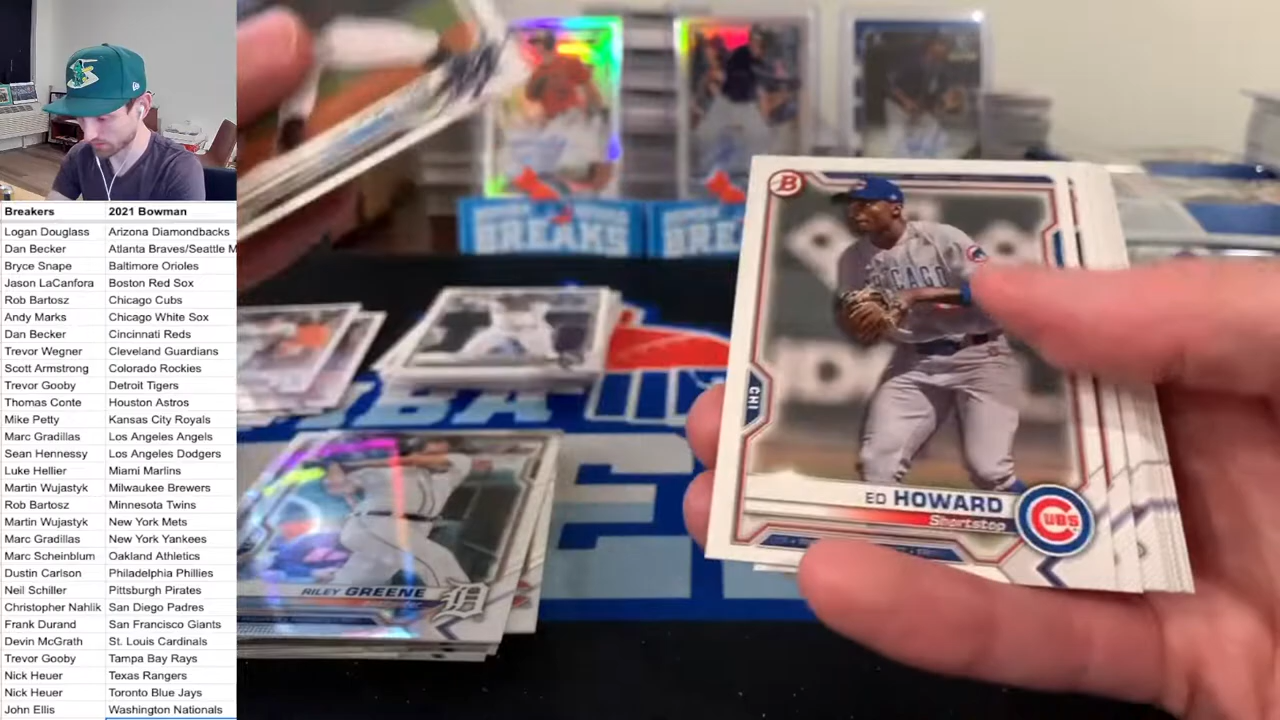 Breakers 2021 Bowman
Logan Douglass Arizona Diamondbacks
Dan Becker Atlanta Braves/Seattle M
Bryce Snape Baltimore Orioles
Jason LaCanfora Boston Red Sox
Rob Bartosz Chicago Cubs
Andy Marks Chicago White Sox
Dan Becker Cincinnati Reds
Trevor Wegner Cleveland Guardians
Scott Armstrong Colorado Rockies
Trevor Gooby Detroit Tigers
Thomas Conte Houston Astros
Mike Petty Kansas City Royals
Marc Gradillas Los Angeles Angels
Sean Hennessy Los Angeles Dodgers
Luke Hellier Miami Marlins
Martin Wujastyk Milwaukee Brewers
Rob Bartosz Minnesota Twins
Martin Wujastyk New York Mets
Marc Gradillas New York Yankees
Marc Scheinblum Oakland Athletics
Dustin Carlson Philadelphia Phillies
Neil Schiller Pittsburgh Pirates
Christopher Nahlik San Diego Padres
Frank Durand San Francisco Giants
Devin McGrath St. Louis Cardinals
Trevor Gooby Tampa Bay Rays
Nick Heuer Texas Rangers
Nick Heuer Toronto Blue Jays
John Ellis Washington Nationals
BREAKS
B
CHICAGO
CHI
ED HOWARD
Shortstop
CUBS
RILEY GREENE